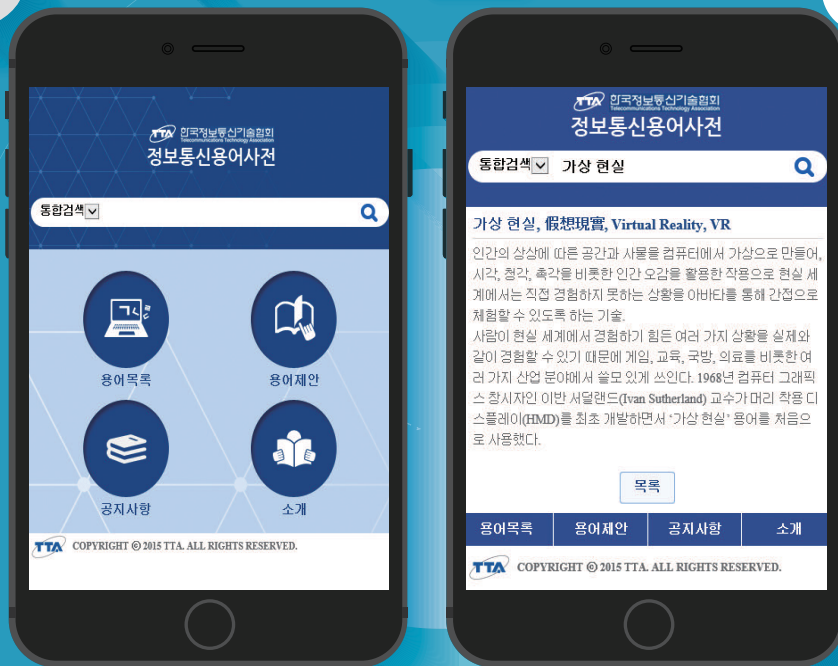 TTA 한국정보통신기술협회
Telecommunications Technology Association
정보통신용어사전
통합검색
ㄱㄴ
용어목록
용어제안
공지사항
소개
TTA COPYRIGHT © 2015 TTA. ALL RIGHTS RESERVED.
TTA 한국정보통신기술협회
Telecommunications Technology Association
정보통신용어사전
통합검색 가상 현실
가상 현실, 假想現實, Virtual Reality, VR
인간의 상상에 따른 공간과 사물을 컴퓨터에서 가상으로 만들어,
시각, 청각, 촉각을 비롯한 인간 오감을 활용한 작용으로 현실 세
계에서는 직접 경험하지 못하는 상황을 아바타를 통해 간접으로
체험할 수 있도록 하는 기술.
사람이 현실 세계에서 경험하기 힘든 여러 가지 상황을 실제와
같이 경험할 수 있기 때문에 게임, 교육, 국방, 의료를 비롯한 여
러 가지 산업 분야에서 쓸모 있게 쓰인다. 1968년 컴퓨터 그래픽
스 창시자인 이반 서덜랜드(Ivan Sutherland) 교수가 머리 착용 디
스플레이(HMD)를 최초 개발하면서 ‘가상 현실’ 용어를 처음으
로 사용했다.
목록
용어목록 용어제안 공지사항 소개
TTA COPYRIGHT © 2015 TTA. ALL RIGHTS RESERVED.